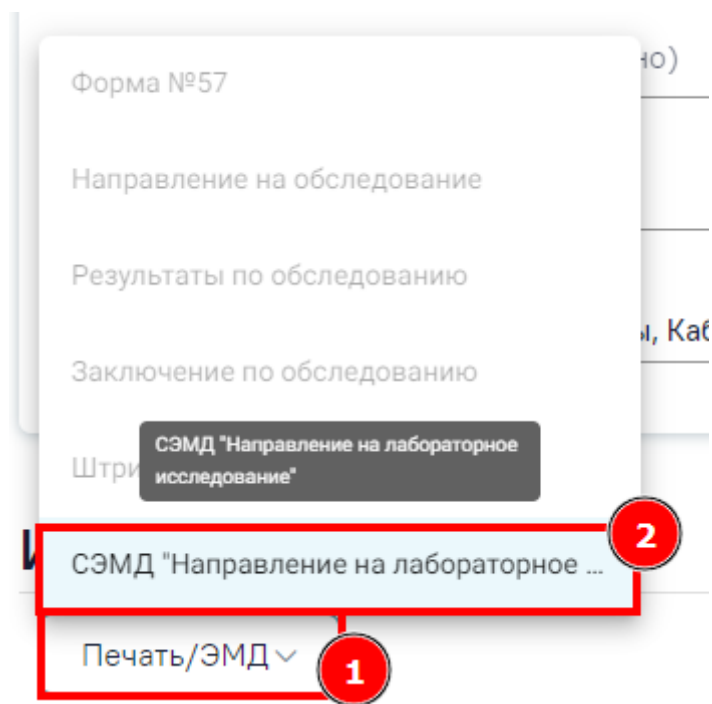 но)
Форма №57
Направление на обследование
Результаты по обследованию
ы, Каб
Заключение по обследованию
СЭМД "Направление на лабораторное
исследование"
Штри
2
СЭМД "Направление на лабораторное ...
Печать/ЭМД
1